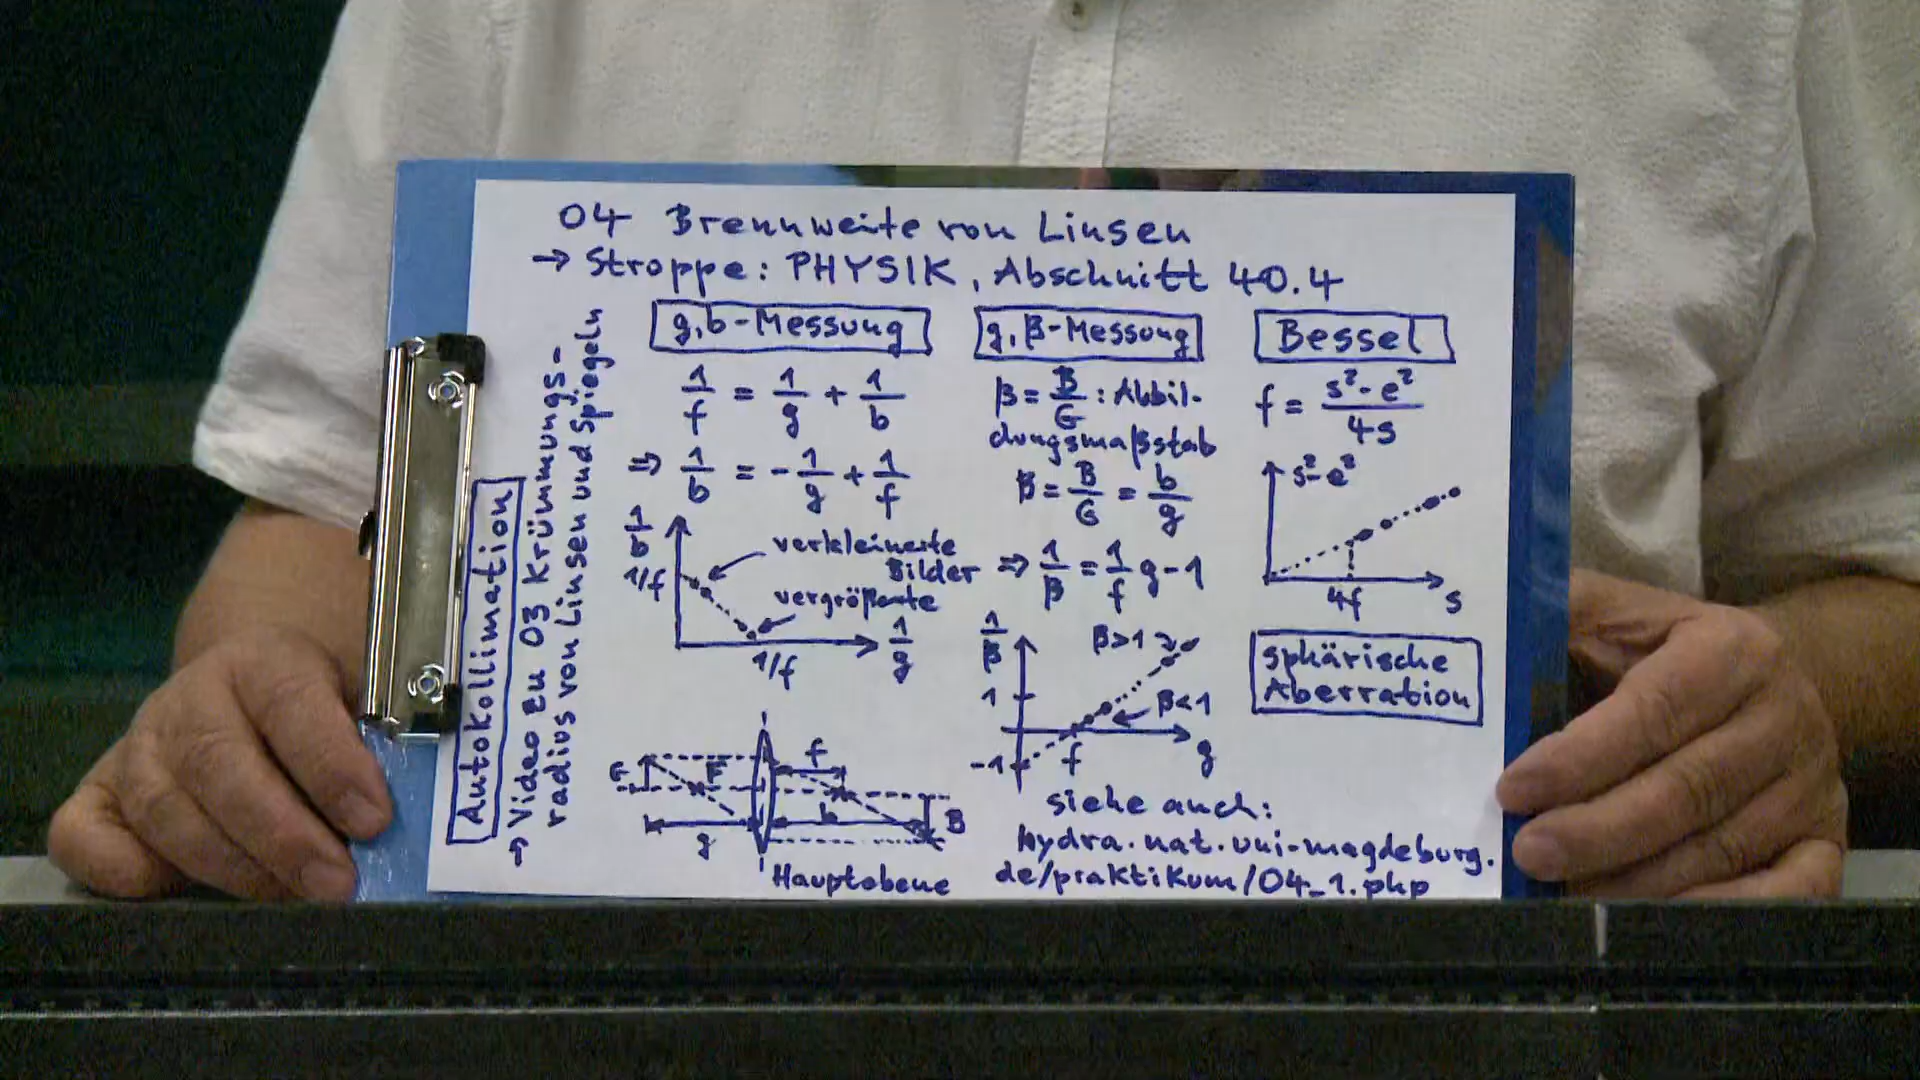 04 Brennweite von Linsen
→ Stroppe: PHYSIK, Abschnitt 40.4
Autokollimation
→ Video zu 03 Krümmungs-
radius von Linsen und Spiegeln
g,b-Messung
1/f = 1/g + 1/b
⇒ 1/b = -1/g + 1/f
1/b
1/f
verkleinerte
Bilder
vergrößerte
1/f
1/g
G
F
f
b
g
B
Hauptebene
g,β-Messung
β = B/G : Abbil-
dungsmaßstab
β = B/G = b/g
⇒ 1/β = 1/f g - 1
1/β
β>1
1
β<1
-1
f
g
Bessel
f = s²-e²/4s
s²-e²
4f
s
sphärische
Aberration
siehe auch:
hydra.nat.uni-magdeburg.
de/praktikum/04_1.php